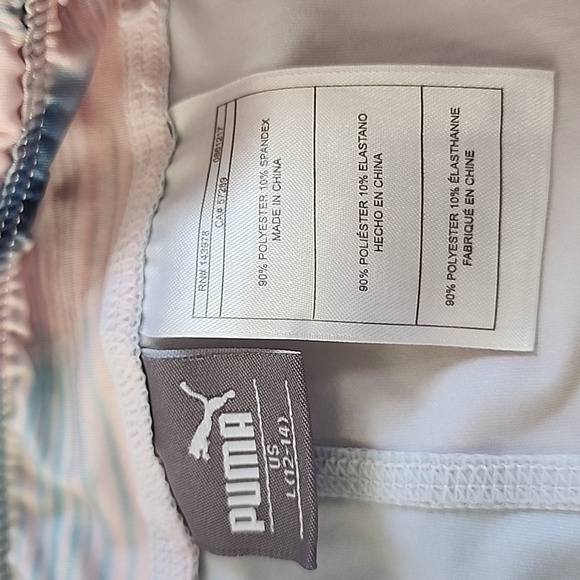 RN# 143978
CA# 57299
90% POLYESTER 10% SPANDEX
MADE IN CHINA
90% POLIÉSTER 10% ELASTANO
HECHO EN CHINA
90% POLYESTER 10% ÉLASTHANNE
FABRIQUÉ EN CHINE
PUMA
US
L (12-14)